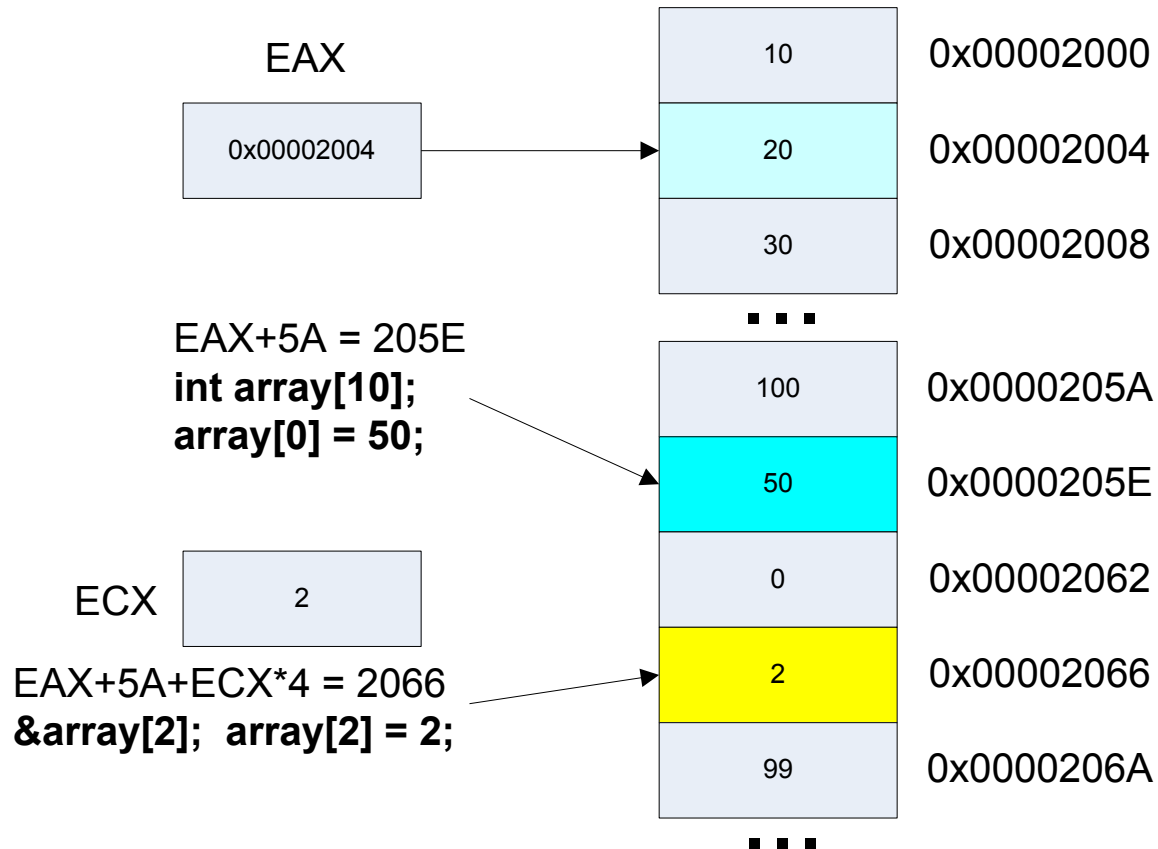 EAX
0x00002004
10
0x00002000
20
0x00002004
30
0x00002008
...
EAX+5A = 205E
int array[10];
array[0] = 50;
100
0x0000205A
50
0x0000205E
0
0x00002062
ECX
2
EAX+5A+ECX*4 = 2066
&array[2]; array[2] = 2;
2
0x00002066
99
0x0000206A
...